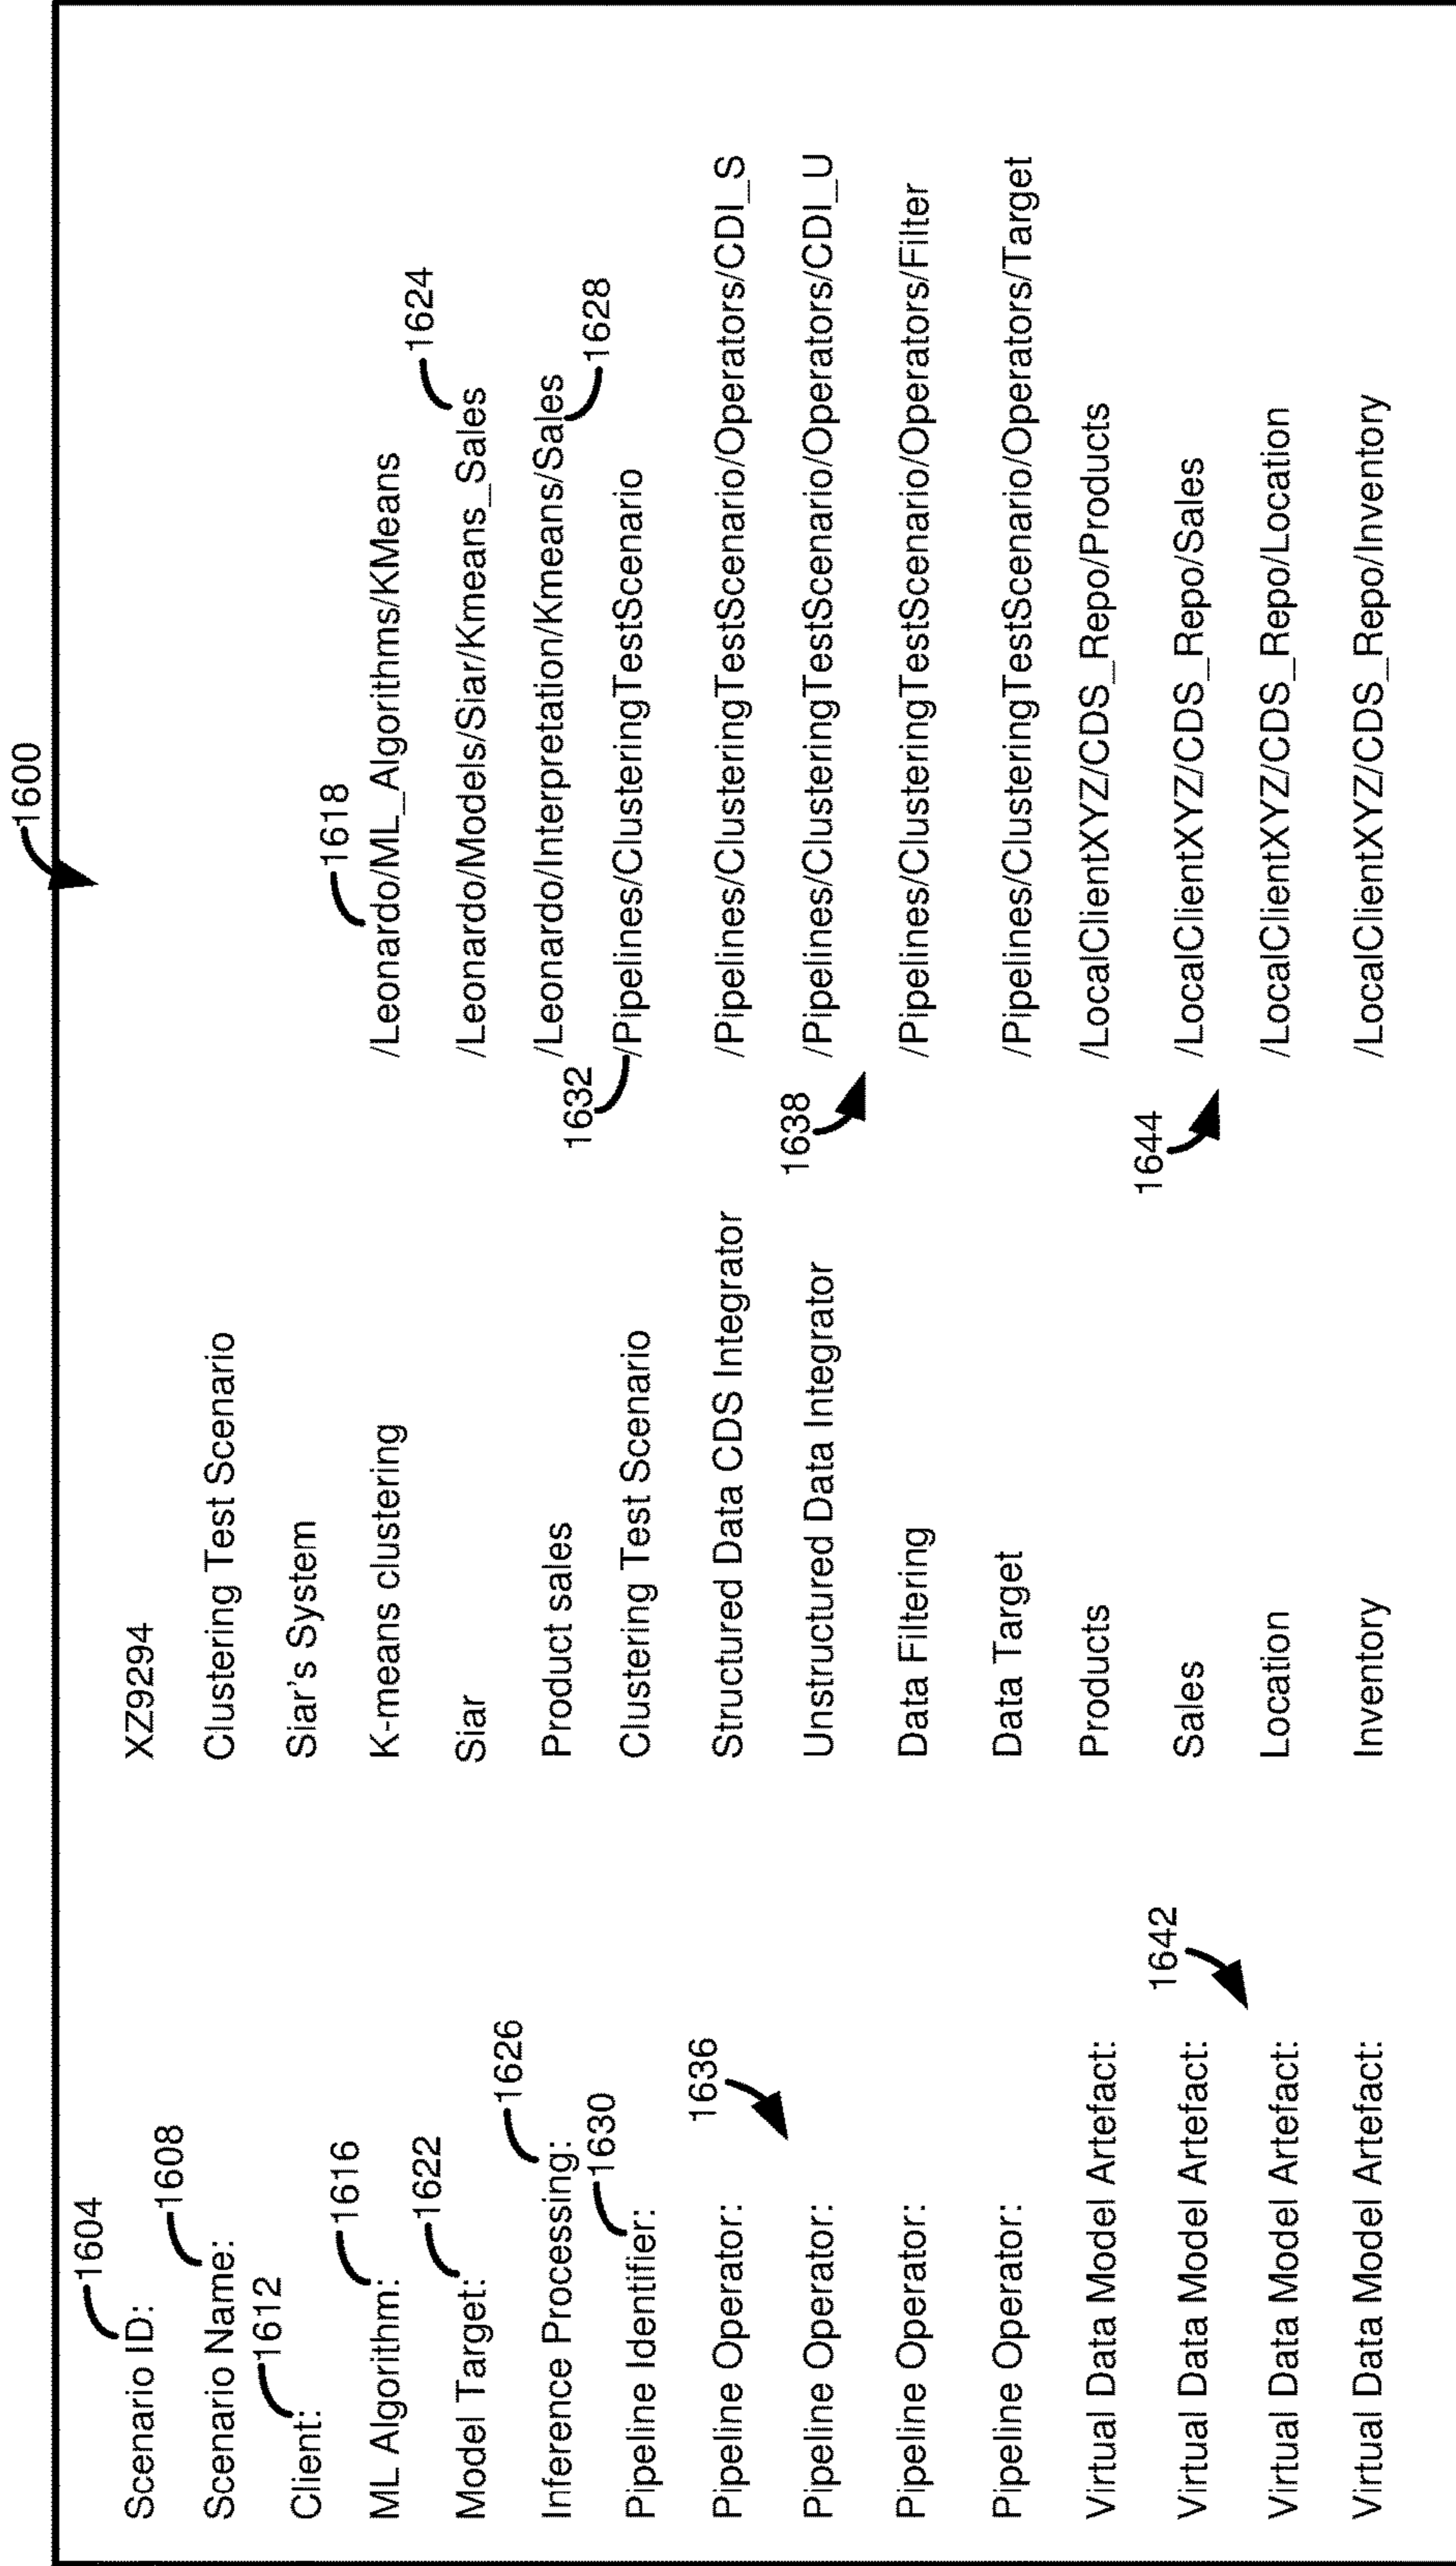 1600
1604
Scenario ID: XZ9294
1608
Scenario Name: Clustering Test Scenario
1612
Client: Siar's System
1616 1618
ML Algorithm: K-means clustering /Leonardo/ML_Algorithms/KMeans
1622 1624
Model Target: Siar /Leonardo/Models/Siar/Kmeans_Sales
1626
Inference Processing: Product sales /Leonardo/Interpretation/Kmeans/Sales
1630 1632 1628
Pipeline Identifier: Clustering Test Scenario /Pipelines/ClusteringTestScenario
1636
Pipeline Operator: Structured Data CDS Integrator /Pipelines/ClusteringTestScenario/Operators/CDI_S
1638
Pipeline Operator: Unstructured Data Integrator /Pipelines/ClusteringTestScenario/Operators/CDI_U
Pipeline Operator: Data Filtering /Pipelines/ClusteringTestScenario/Operators/Filter
Pipeline Operator: Data Target /Pipelines/ClusteringTestScenario/Operators/Target
Virtual Data Model Artefact: Products /LocalClientXYZ/CDS_Repo/Products
1642 1644
Virtual Data Model Artefact: Sales /LocalClientXYZ/CDS_Repo/Sales
Virtual Data Model Artefact: Location /LocalClientXYZ/CDS_Repo/Location
Virtual Data Model Artefact: Inventory /LocalClientXYZ/CDS_Repo/Inventory